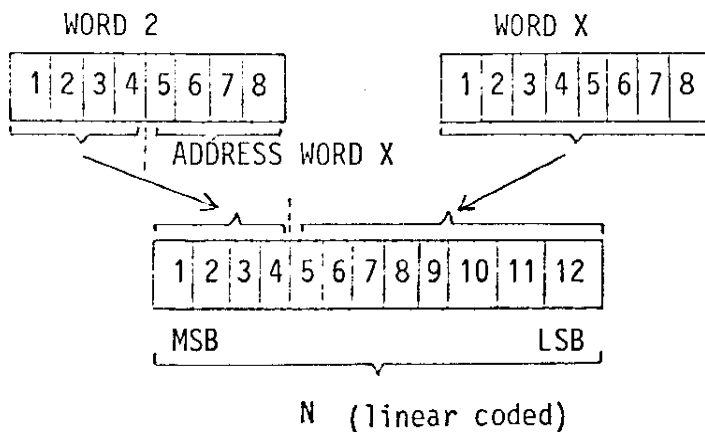 WORD 2 WORD X
1 2 3 4 5 6 7 8 1 2 3 4 5 6 7 8
ADDRESS WORD X
1 2 3 4 5 6 7 8 9 10 11 12
MSB LSB
N (linear coded)